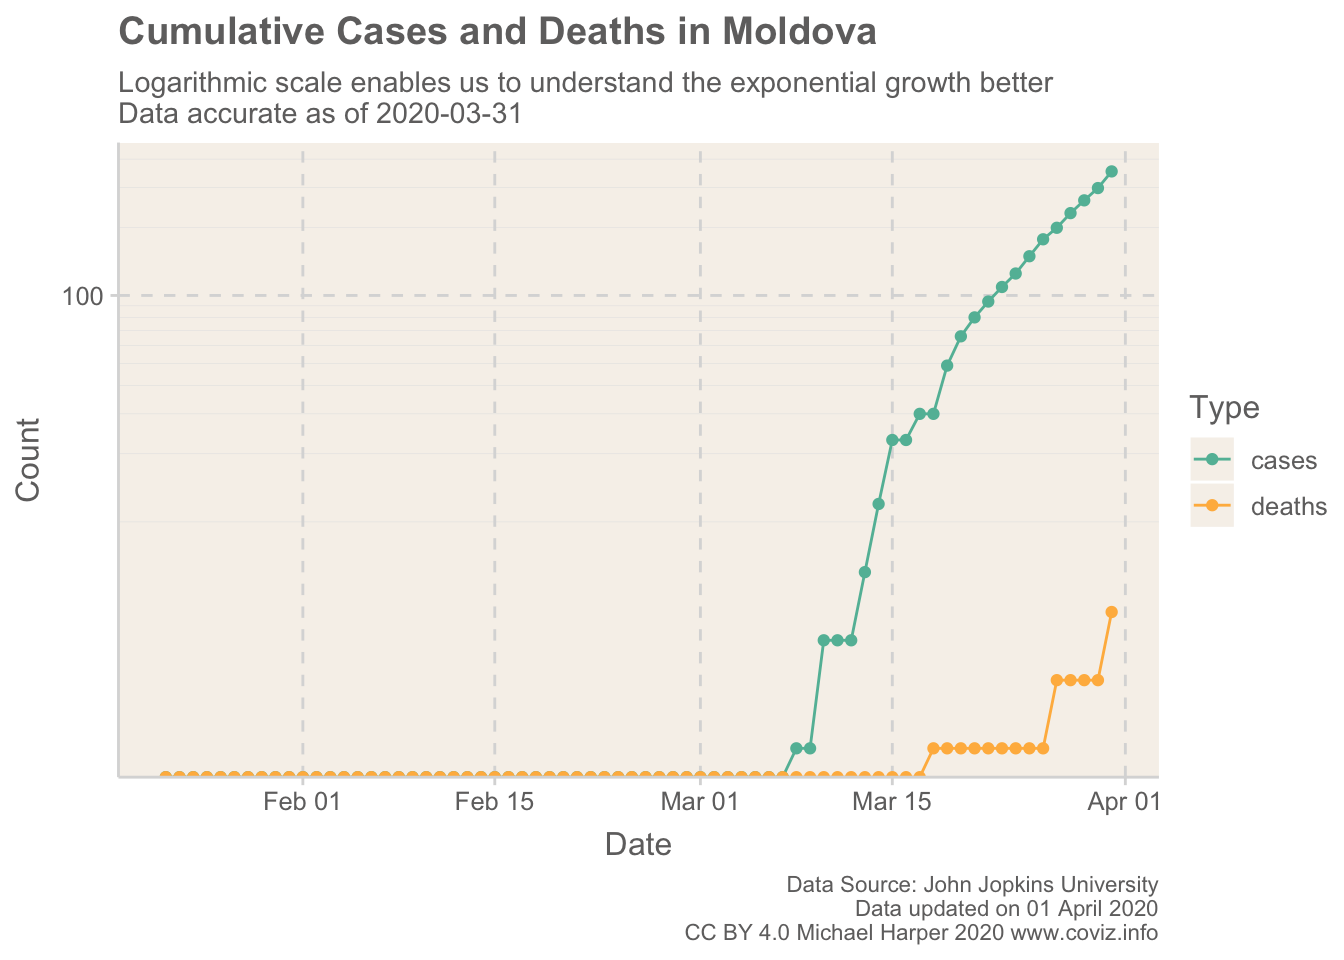 Cumulative Cases and Deaths in Moldova
Logarithmic scale enables us to understand the exponential growth better
Data accurate as of 2020-03-31
100
Count
Type
cases
deaths
Feb 01
Feb 15
Mar 01
Mar 15
Apr 01
Date
Data Source: John Jopkins University
Data updated on 01 April 2020
CC BY 4.0 Michael Harper 2020 www.coviz.info